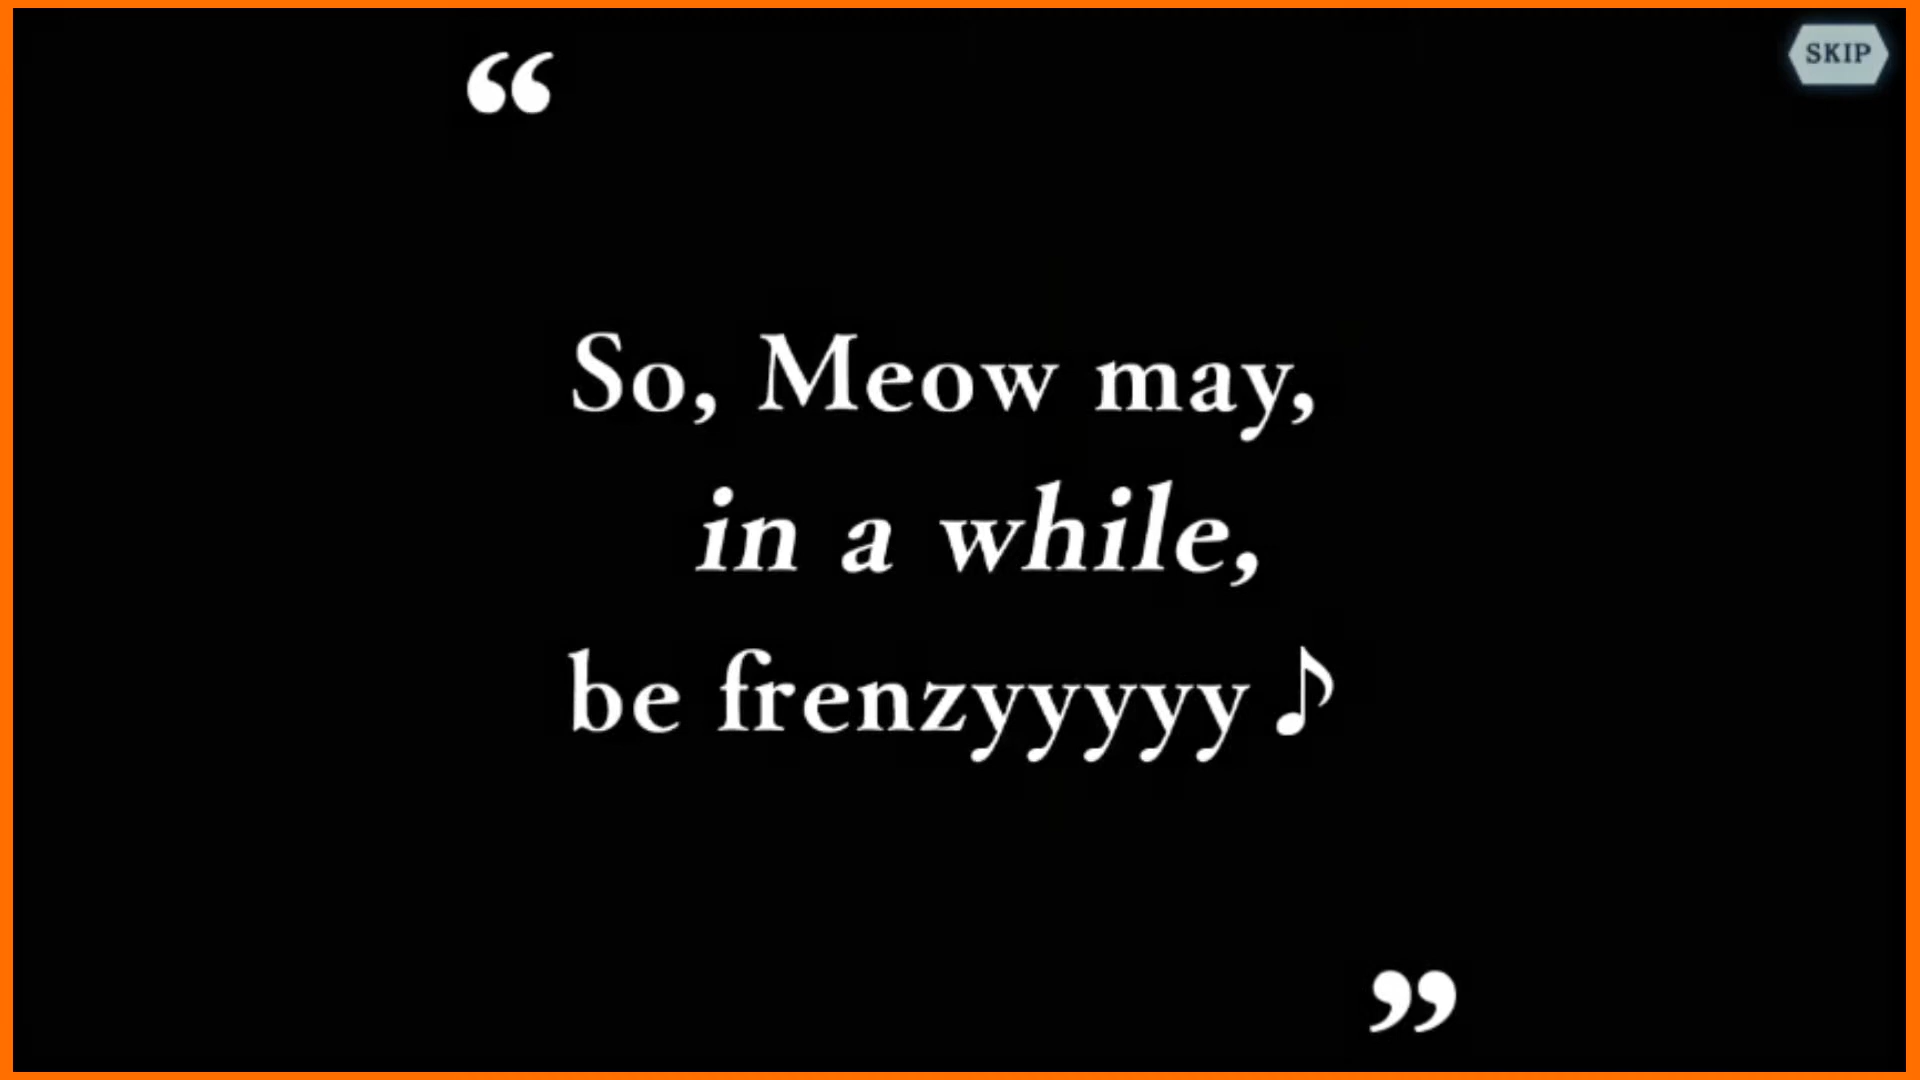 SKIP
“
So, Meow may,
in a while,
be frenzyyyyy♪
”